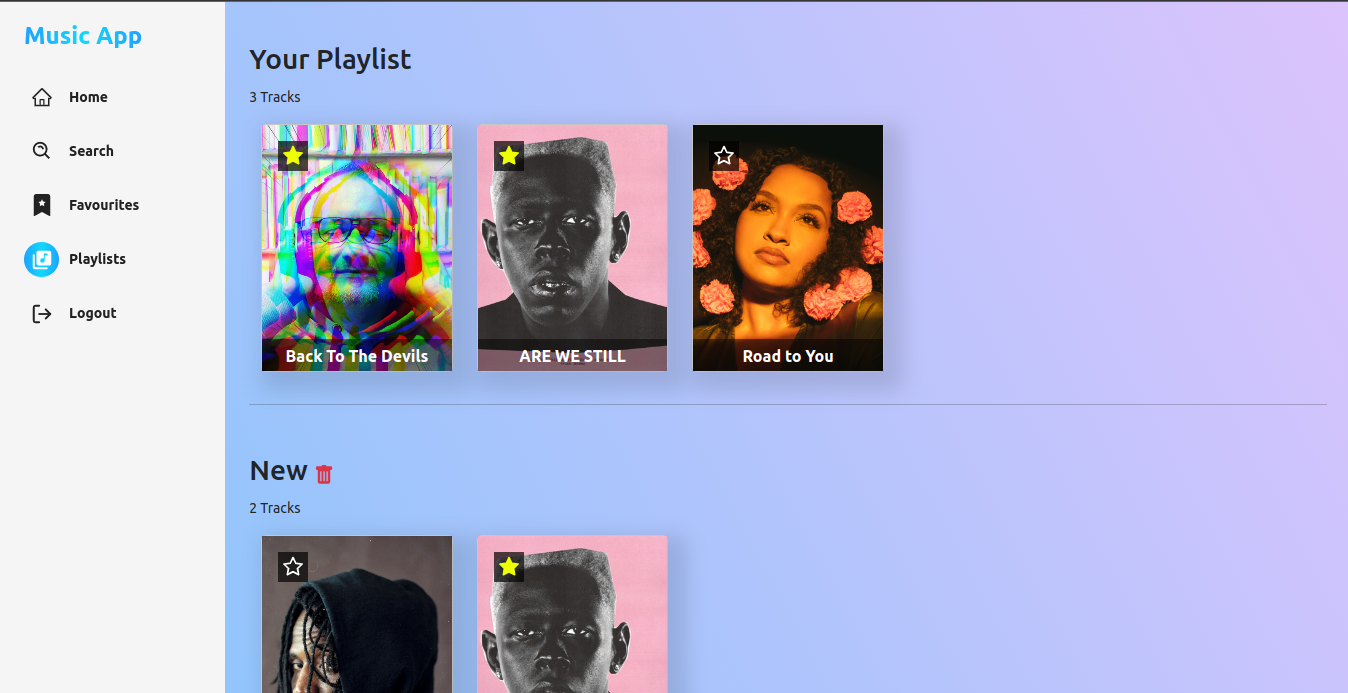 Music App
Home
Search
Favourites
Playlists
Logout
Your Playlist
3 Tracks
Back To The Devils
ARE WE STILL
Road to You
New
2 Tracks